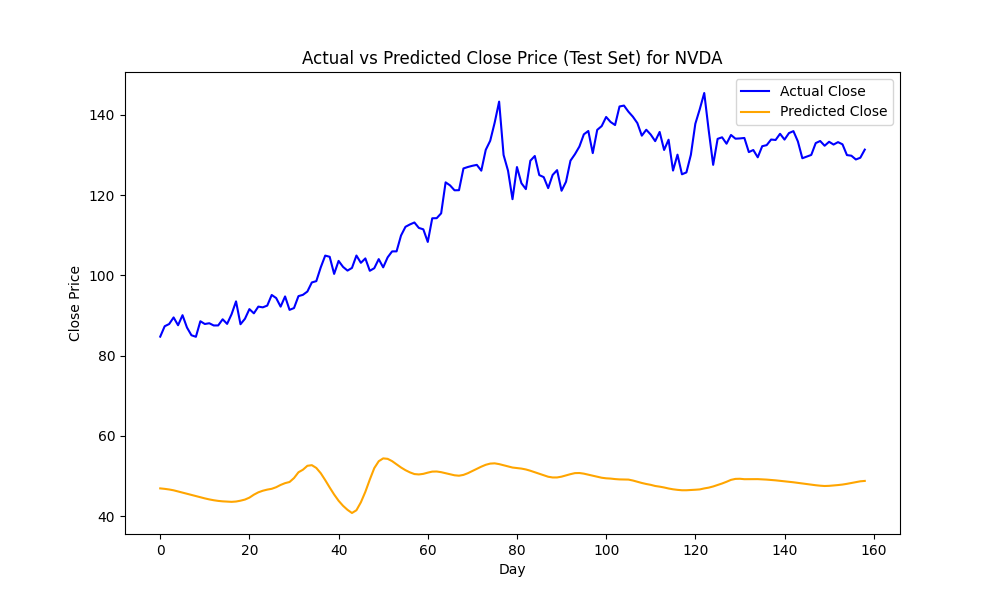 Actual vs Predicted Close Price (Test Set) for NVDA
Actual Close
Predicted Close
Close Price
140
120
100
80
60
40
0 20 40 60 80 100 120 140 160
Day